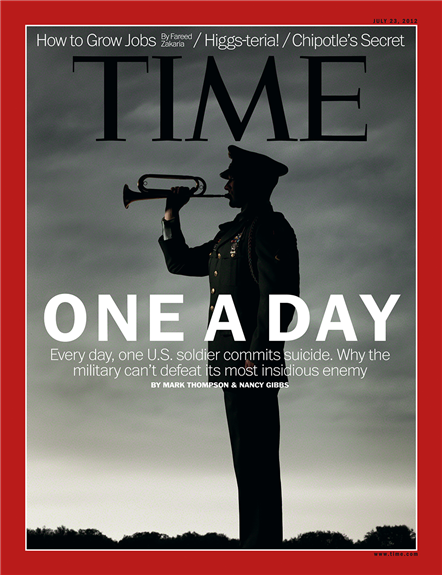 JULY 23, 2012
How to Grow Jobs By Fareed Zakaria / Higgs-teria! / Chipotle's Secret
TIME
ONE A DAY
Every day, one U.S. soldier commits suicide. Why the
military can't defeat its most insidious enemy
BY MARK THOMPSON & NANCY GIBBS
www.time.com